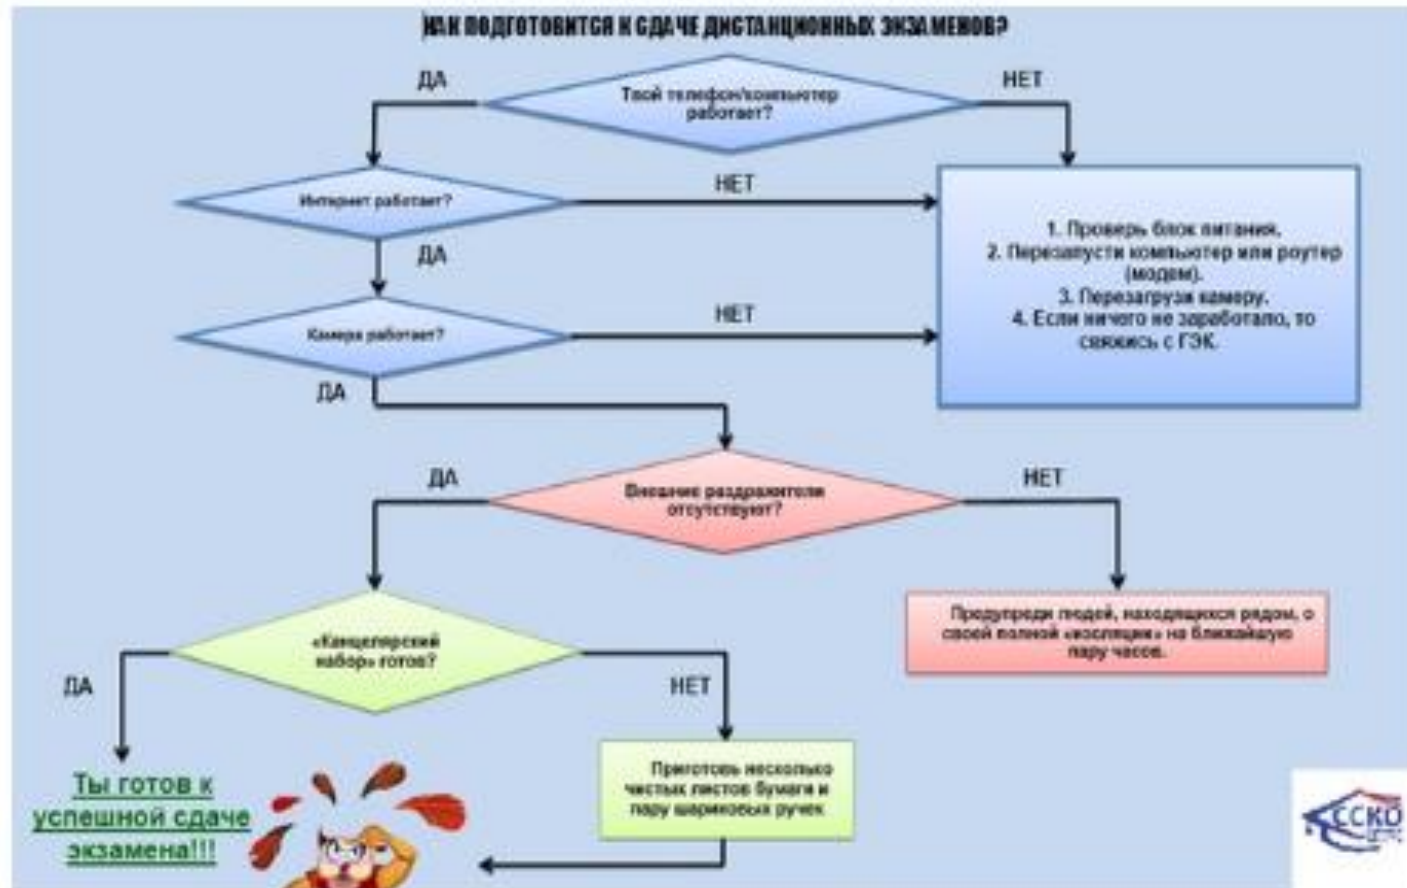 КАК ПОДГОТОВИТСЯ К СДАЧЕ ДИСТАНЦИОННЫХ ЭКЗАМЕНОВ?
ДА
НЕТ
Твой телефон/компьютер
работает?
Интернет работает?
НЕТ
ДА
1. Проверь блок питания.
2. Перезапусти компьютер или роутер
(модем).
3. Перезагрузи камеру.
4. Если ничего не заработало, то
свяжись с ГЭК.
Камера работает?
НЕТ
ДА
Внешние раздражители
отсутствуют?
ДА
НЕТ
Предупреди людей, находящихся рядом, о
своей полной «изоляции» на ближайшую
пару часов.
«Канцелярский
набор» готов?
ДА
НЕТ
Приготовь несколько
чистых листов бумаги и
пару шариковых ручек
Ты готов к
успешной сдаче
экзамена!!!
ССКО